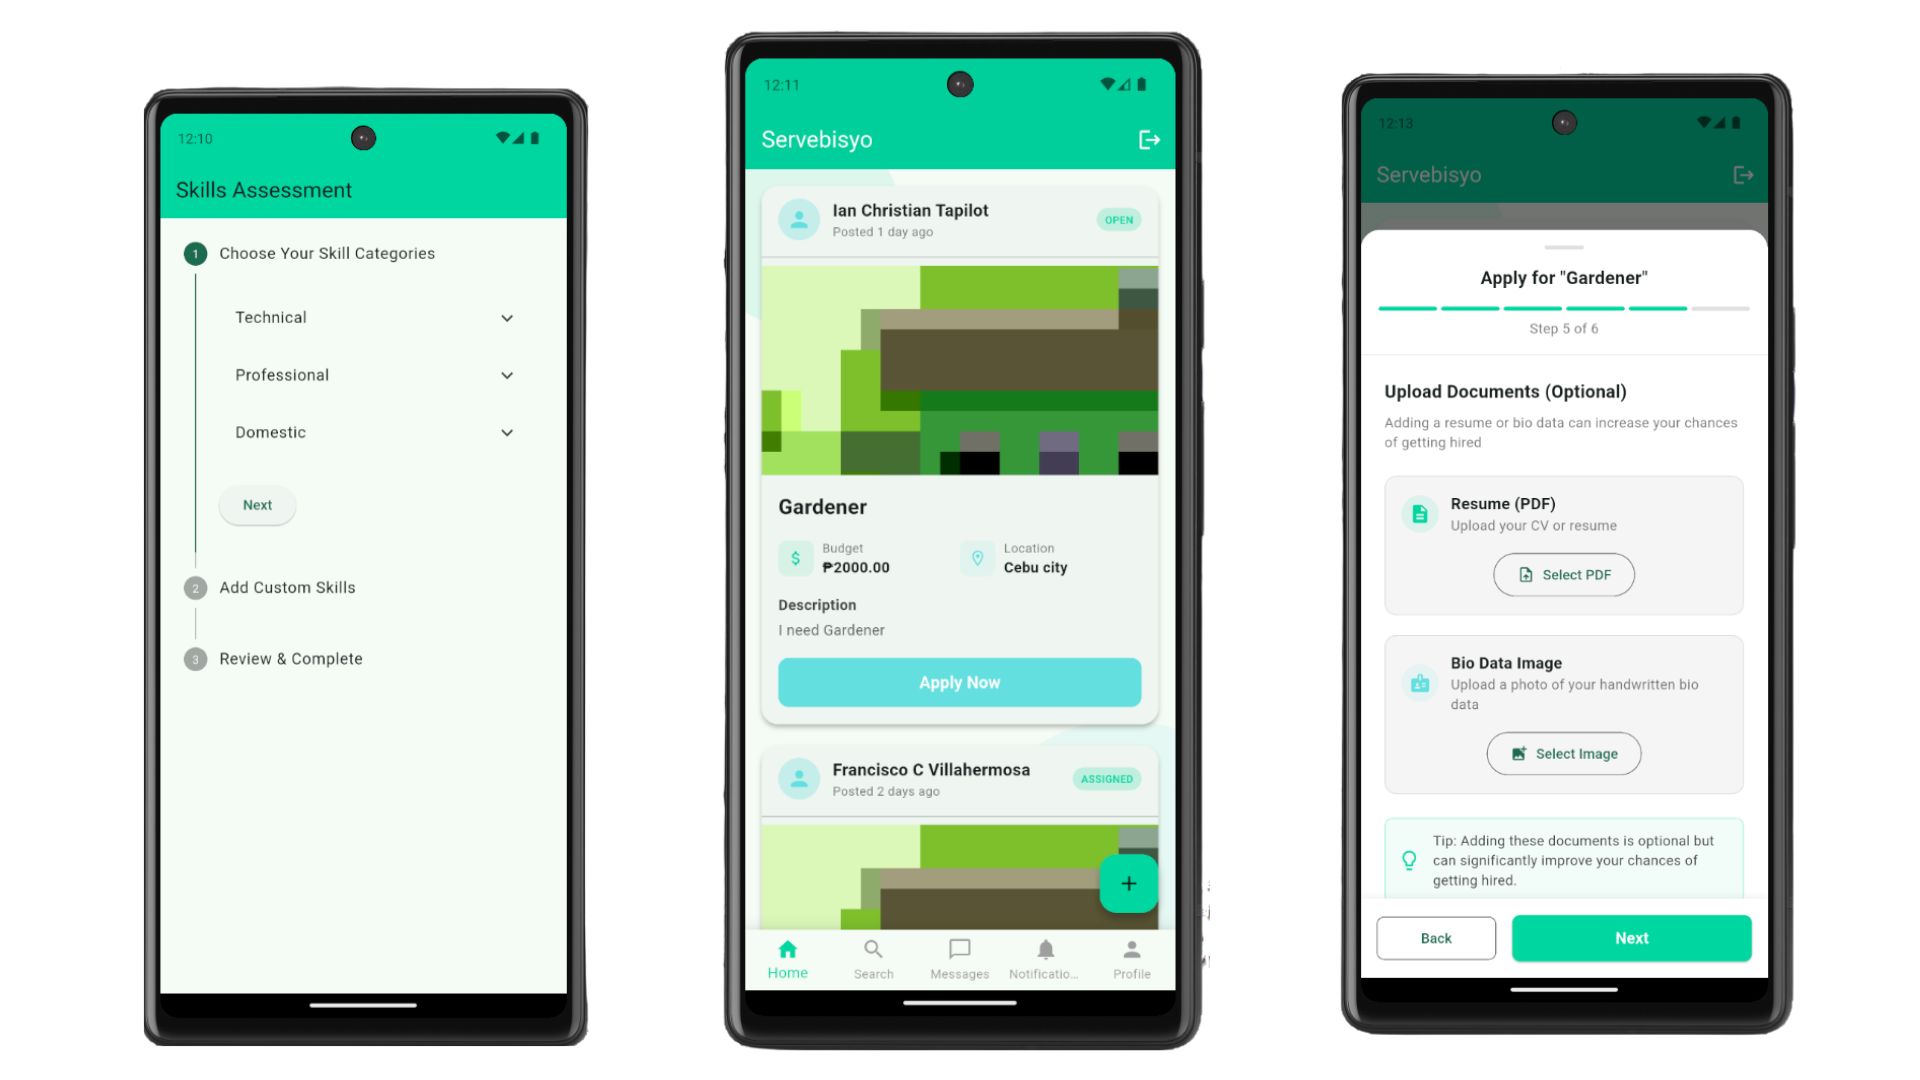 12:10
Skills Assessment
1 Choose Your Skill Categories
Technical
Professional
Domestic
Next
2 Add Custom Skills
3 Review & Complete
12:11
Servebisyo
Ian Christian Tapilot
Posted 1 day ago
OPEN
Gardener
$ Budget
₱2000.00
Location
Cebu city
Description
I need Gardener
Apply Now
Francisco C Villahermosa
Posted 2 days ago
ASSIGNED
+
Home
Search
Messages
Notificatio...
Profile
12:13
Servebisyo
Apply for "Gardener"
Step 5 of 6
Upload Documents (Optional)
Adding a resume or bio data can increase your chances
of getting hired
Resume (PDF)
Upload your CV or resume
Select PDF
Bio Data Image
Upload a photo of your handwritten bio
data
Select Image
Tip: Adding these documents is optional but
can significantly improve your chances of
getting hired.
Back
Next